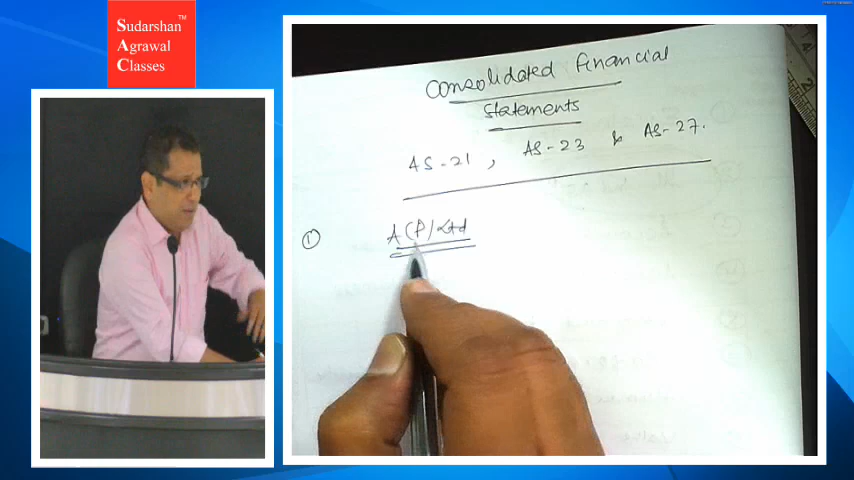 Sudarshan™
Agrawal
Classes
Consolidated Financial
Statements
AS-21, AS-23 & AS-27.
① A (P) Ltd